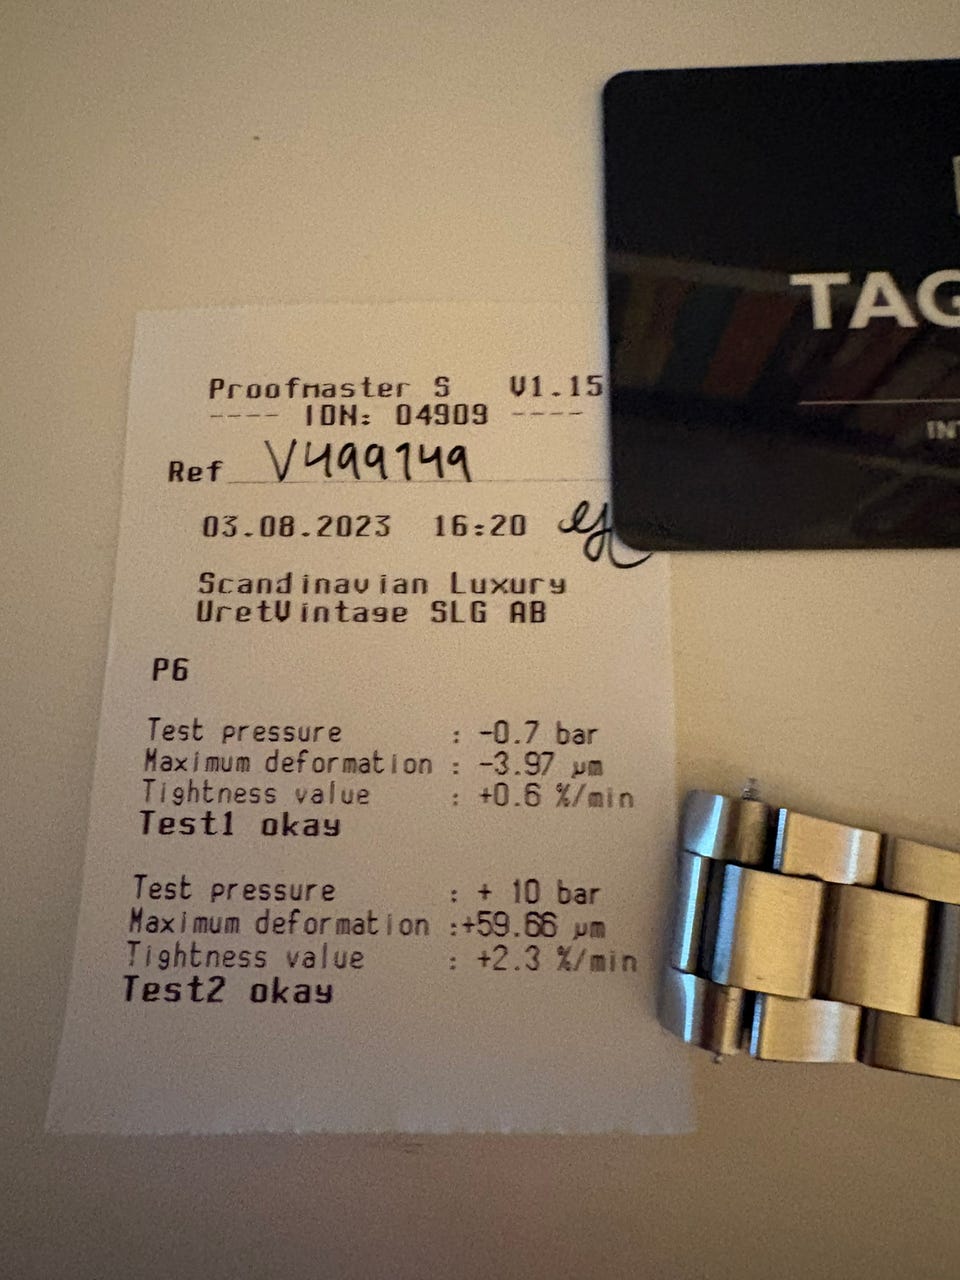 Proofmaster S V1.15
---- IDN: 04909 ----
Ref V499749
03.08.2023 16:20
Scandinavian Luxury
UretVintage SLG AB
P6
Test pressure : -0.7 bar
Maximum deformation : -3.97 µm
Tightness value : +0.6 %/min
Test1 okay
Test pressure : + 10 bar
Maximum deformation :+59.66 µm
Tightness value : +2.3 %/min
Test2 okay
TAG
INT